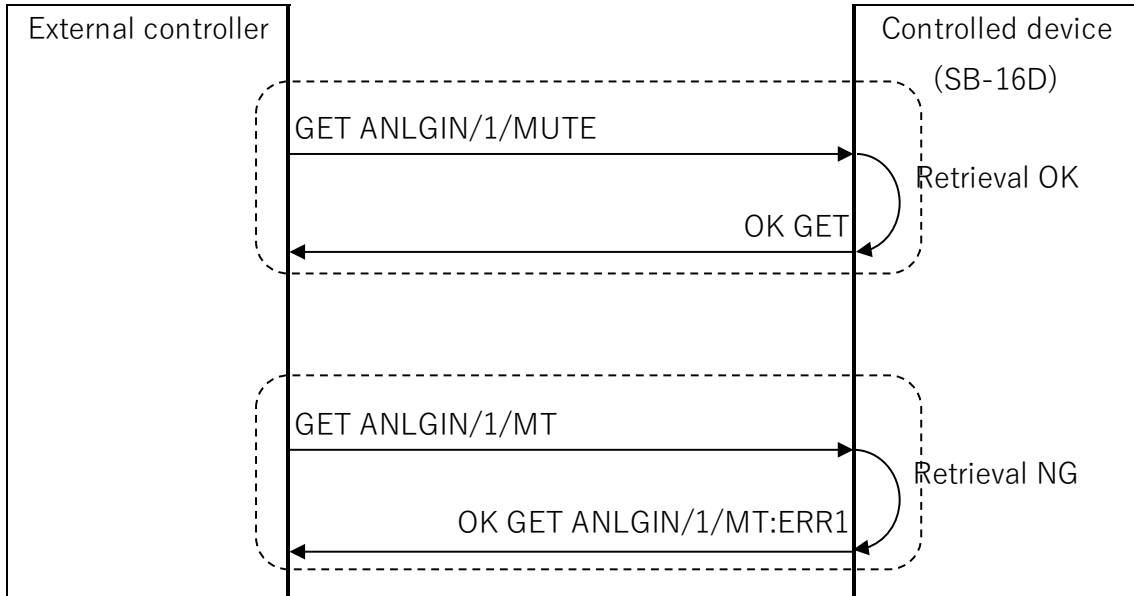 External controller
Controlled device
(SB-16D)
GET ANLGIN/1/MUTE
Retrieval OK
OK GET
GET ANLGIN/1/MT
Retrieval NG
OK GET ANLGIN/1/MT:ERR1